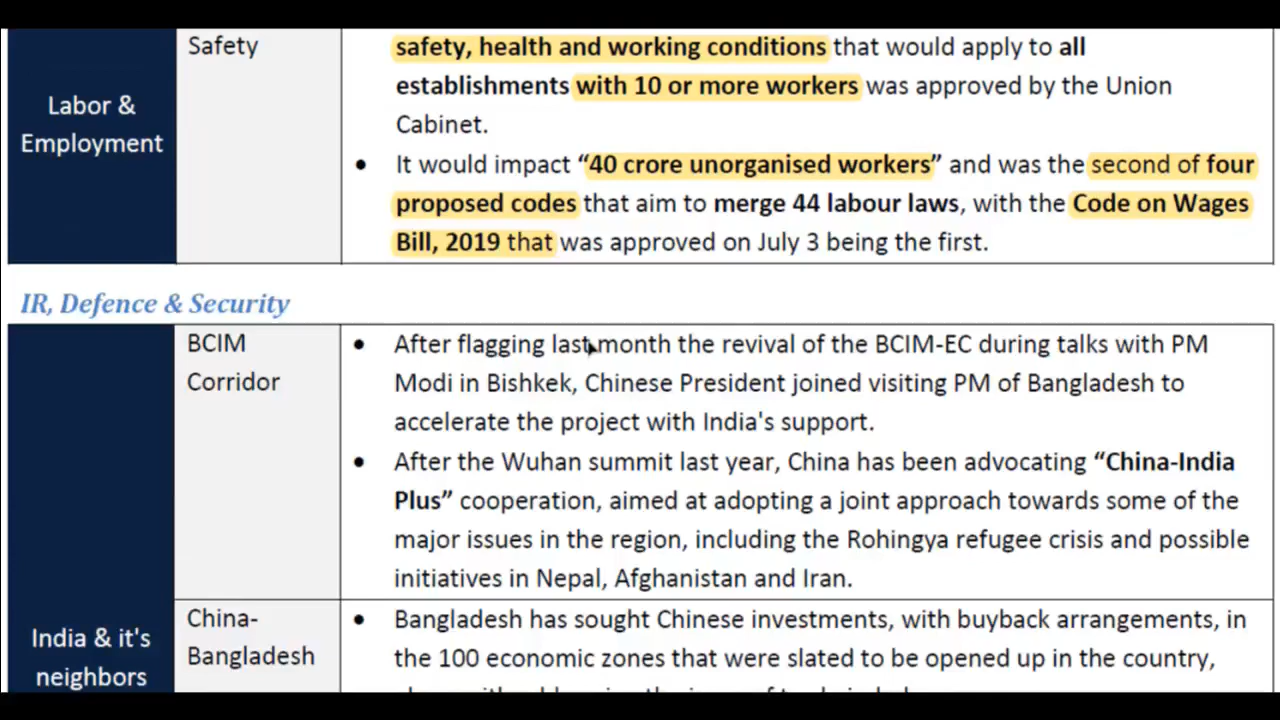 Labor &
Employment
Safety
safety, health and working conditions that would apply to all
establishments with 10 or more workers was approved by the Union
Cabinet.
• It would impact “40 crore unorganised workers” and was the second of four
proposed codes that aim to merge 44 labour laws, with the Code on Wages
Bill, 2019 that was approved on July 3 being the first.
IR, Defence & Security
India & it's
neighbors
BCIM
Corridor
• After flagging last month the revival of the BCIM-EC during talks with PM
Modi in Bishkek, Chinese President joined visiting PM of Bangladesh to
accelerate the project with India's support.
• After the Wuhan summit last year, China has been advocating “China-India
Plus” cooperation, aimed at adopting a joint approach towards some of the
major issues in the region, including the Rohingya refugee crisis and possible
initiatives in Nepal, Afghanistan and Iran.
China-
Bangladesh
• Bangladesh has sought Chinese investments, with buyback arrangements, in
the 100 economic zones that were slated to be opened up in the country,